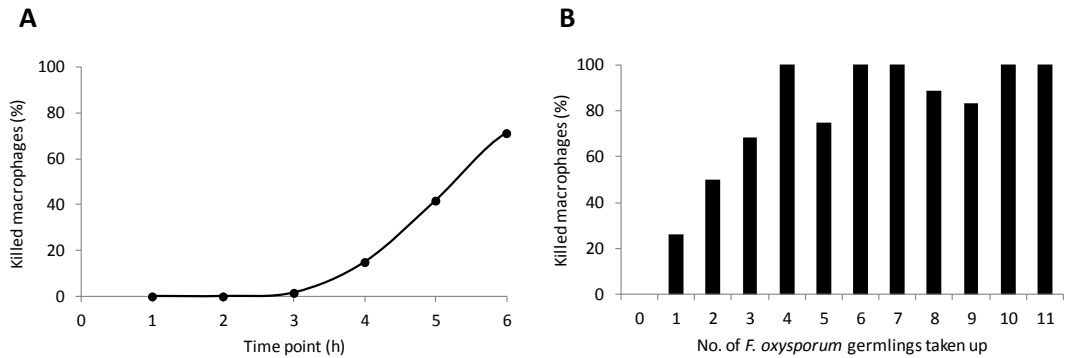 A
Killed macrophages (%)
100
80
60
40
20
0
0 1 2 3 4 5 6
Time point (h)
B
Killed macrophages (%)
100
80
60
40
20
0
0 1 2 3 4 5 6 7 8 9 10 11
No. of F. oxysporum germlings taken up